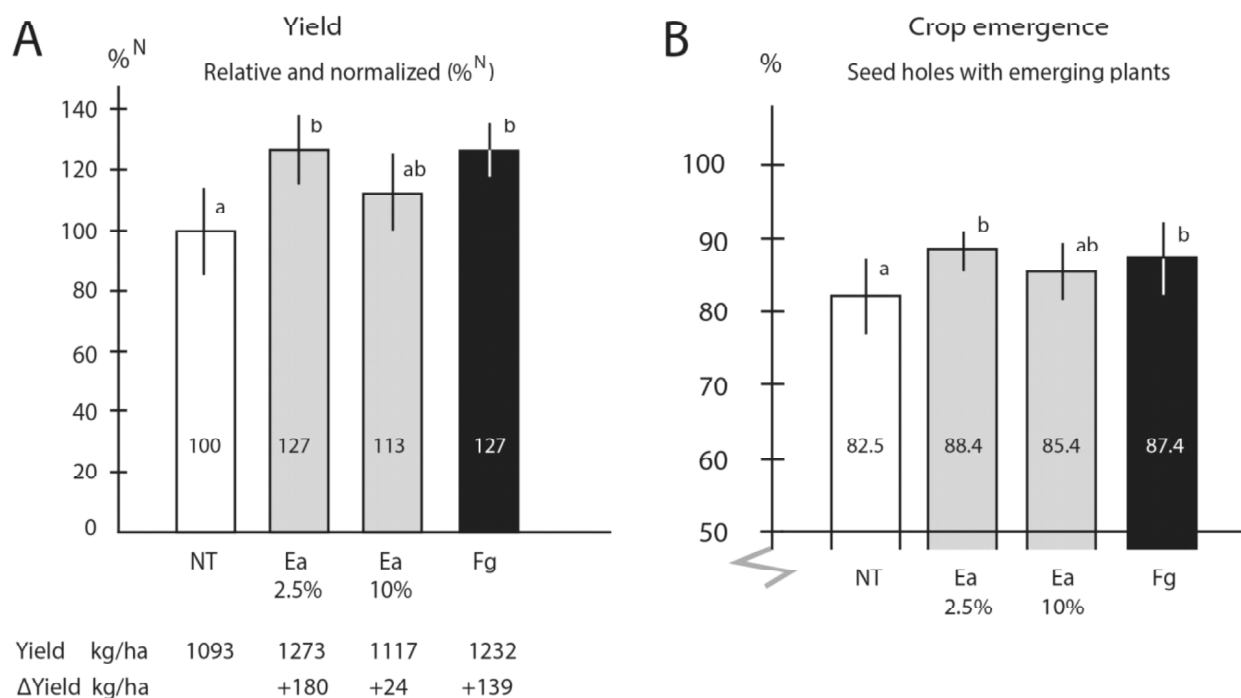 A
Yield
%N
Relative and normalized (%N)
140
120
100
80
60
40
20
0
a
b
ab
b
100
127
113
127
NT
Ea
2.5%
Ea
10%
Fg
Yield kg/ha 1093 1273 1117 1232
ΔYield kg/ha +180 +24 +139
B
Crop emergence
%
Seed holes with emerging plants
100
90
80
70
60
50
a
b
ab
b
82.5
88.4
85.4
87.4
NT
Ea
2.5%
Ea
10%
Fg